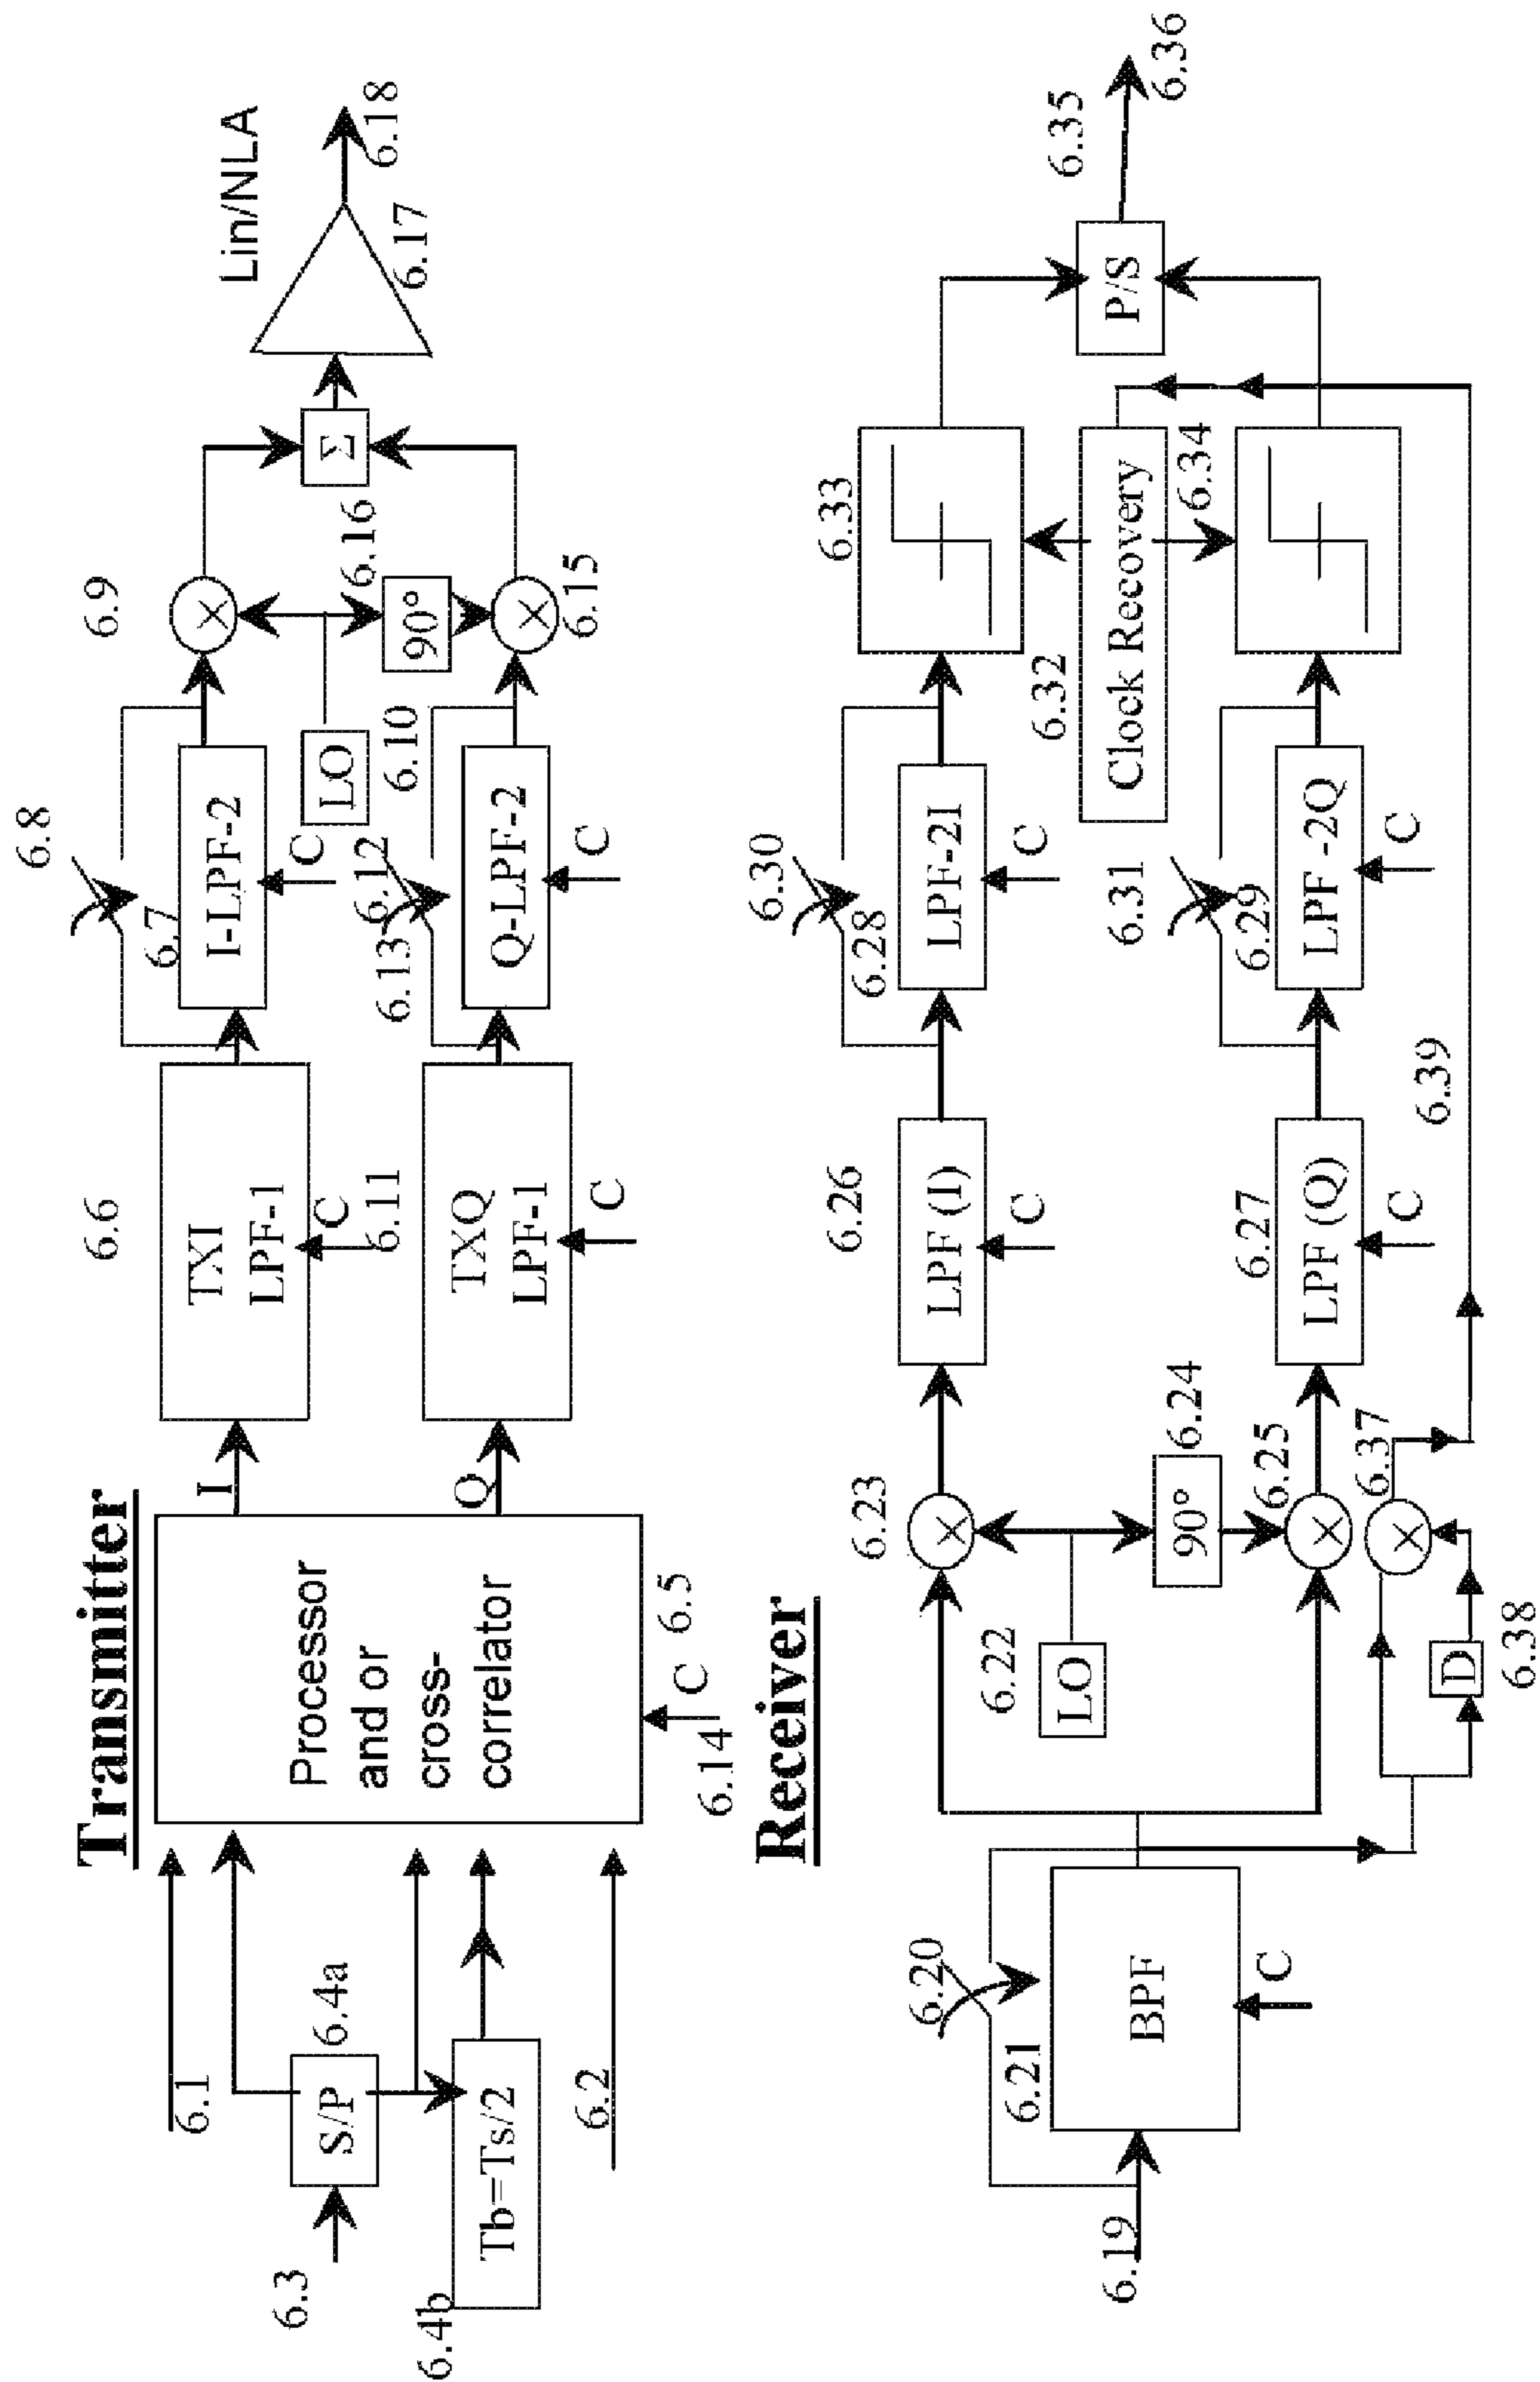 Transmitter
6.1
6.3
S/P
6.4a
6.4b
Tb=Ts/2
6.2
Processor
and or
cross-
correlator
C
6.5
6.14
I
Q
6.6
TXI
LPF-1
C
6.11
TXQ
LPF-1
C
6.8
6.7
I-LPF-2
C
6.12
6.13
Q-LPF-2
C
LO
6.10
6.9
90°
6.16
6.15
Σ
Lin/NLA
6.17
6.18
Receiver
6.19
6.20
6.21
BPF
C
6.22
LO
6.23
90°
6.24
6.25
6.37
D
6.38
6.26
LPF (I)
C
6.27
LPF (Q)
C
6.39
6.30
6.28
LPF-2I
C
6.31
6.29
LPF -2Q
C
6.32
Clock Recovery
6.33
6.34
P/S
6.35
6.36